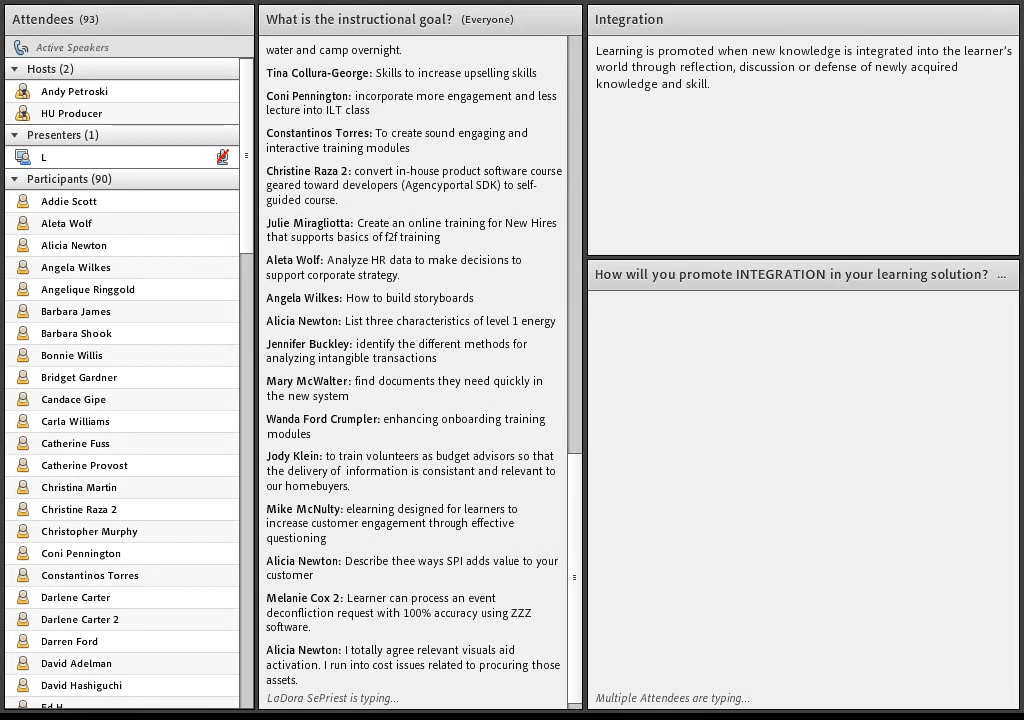 Attendees (93)
Active Speakers
Hosts (2)
Andy Petroski
HU Producer
Presenters (1)
L
Participants (90)
Addie Scott
Aleta Wolf
Alicia Newton
Angela Wilkes
Angelique Ringgold
Barbara James
Barbara Shook
Bonnie Willis
Bridget Gardner
Candace Gipe
Carla Williams
Catherine Fuss
Catherine Provost
Christina Martin
Christine Raza 2
Christopher Murphy
Coni Pennington
Constantinos Torres
Darlene Carter
Darlene Carter 2
Darren Ford
David Adelman
David Hashiguchi
Ed H
What is the instructional goal? (Everyone)
water and camp overnight.
Tina Collura-George: Skills to increase upselling skills
Coni Pennington: incorporate more engagement and less
lecture into ILT class
Constantinos Torres: To create sound engaging and
interactive training modules
Christine Raza 2: convert in-house product software course
geared toward developers (Agencyportal SDK) to self-
guided course.
Julie Miragliotta: Create an online training for New Hires
that supports basics of f2f training
Aleta Wolf: Analyze HR data to make decisions to
support corporate strategy.
Angela Wilkes: How to build storyboards
Alicia Newton: List three characteristics of level 1 energy
Jennifer Buckley: identify the different methods for
analyzing intangible transactions
Mary McWalter: find documents they need quickly in
the new system
Wanda Ford Crumpler: enhancing onboarding training
modules
Jody Klein: to train volunteers as budget advisors so that
the delivery of information is consistant and relevant to
our homebuyers.
Mike McNulty: elearning designed for learners to
increase customer engagement through effective
questioning
Alicia Newton: Describe thee ways SPI adds value to your
customer
Melanie Cox 2: Learner can process an event
deconfliction request with 100% accuracy using ZZZ
software.
Alicia Newton: I totally agree relevant visuals aid
activation. I run into cost issues related to procuring those
assets.
LaDora SePriest is typing...
Integration
Learning is promoted when new knowledge is integrated into the learner's
world through reflection, discussion or defense of newly acquired
knowledge and skill.
How will you promote INTEGRATION in your learning solution? ...
Multiple Attendees are typing...